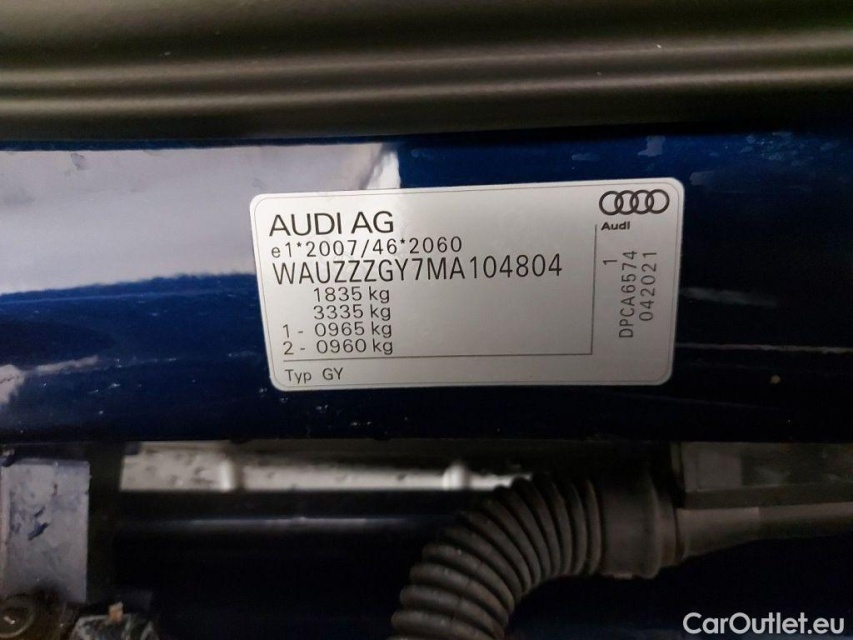 AUDI AG
e1*2007/46*2060
WAUZZZGY7MA104804
1835 kg
3335 kg
1 - 0965 kg
2 - 0960 kg
Typ GY
Audi
1
DPCA6574
042021
CarOutlet.eu